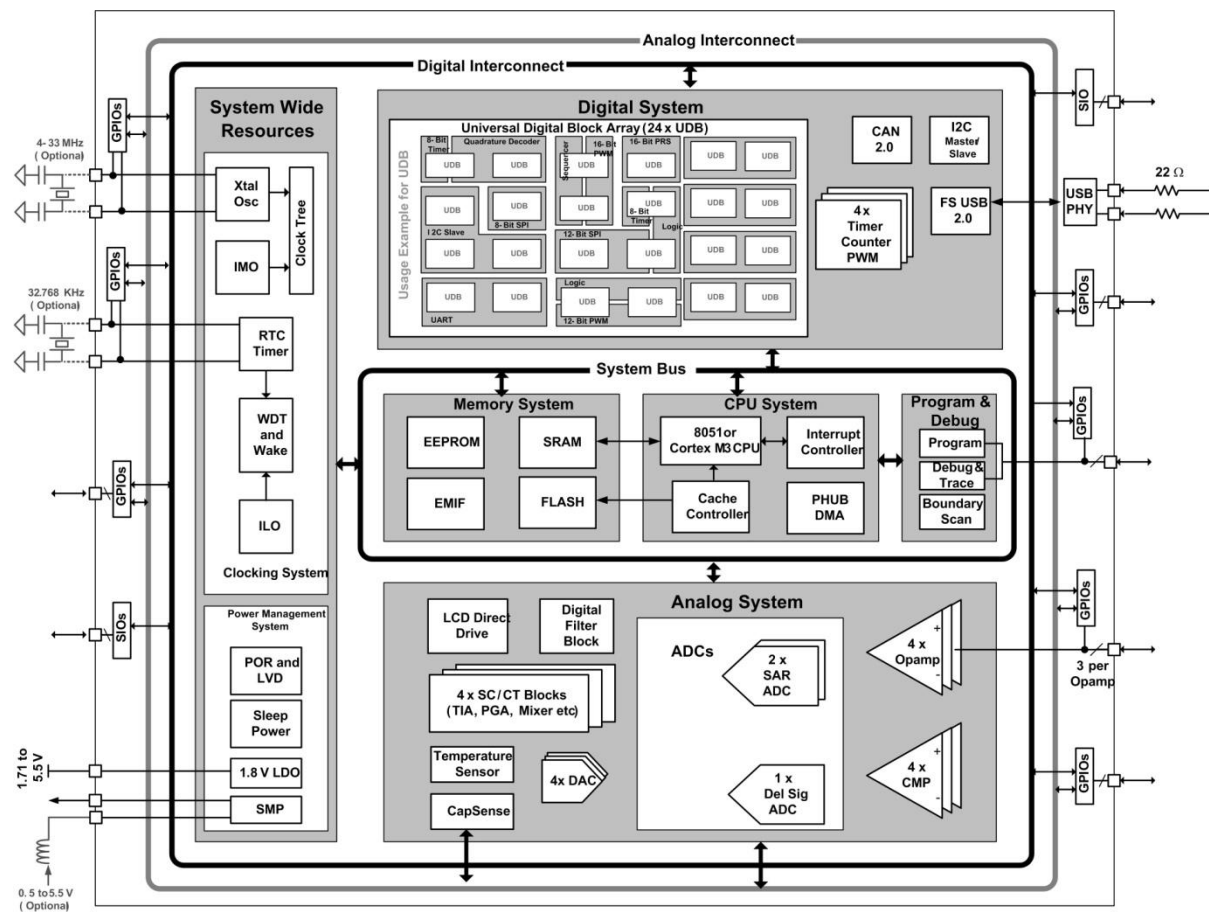 Analog Interconnect
Digital Interconnect
GPIOs
4- 33 MHz
( Optional)
System Wide
Resources
Xtal
Osc
Clock Tree
IMO
GPIOs
32.768 KHz
( Optional)
RTC
Timer
WDT
and
Wake
GPIOs
ILO
Clocking System
SIOs
Power Management
System
POR and
LVD
Sleep
Power
1.71 to
5.5 V
1.8 V LDO
SMP
0. 5 to 5.5 V
( Optional)
Digital System
Universal Digital Block Array (24 x UDB)
Usage Example for UDB
8- Bit
Timer
Quadrature Decoder
Sequencer
16- Bit
PWM
16- Bit PRS
UDB
UDB
UDB
UDB
UDB
UDB
UDB
UDB
UDB
UDB
UDB
UDB
I2C Slave
8- Bit SPI
12- Bit SPI
8- Bit
Timer
Logic
UDB
UDB
UDB
UDB
UDB
UDB
Logic
UDB
UDB
UDB
UDB
UDB
UDB
UART
12- Bit PWM
CAN
2.0
I2C
Master/
Slave
4 x
Timer
Counter
PWM
FS USB
2.0
SIO
USB
PHY
22 Ω
GPIOs
System Bus
Memory System
EEPROM
SRAM
EMIF
FLASH
CPU System
8051 or
Cortex M3 CPU
Interrupt
Controller
Cache
Controller
PHUB
DMA
Program &
Debug
Program
Debug &
Trace
Boundary
Scan
GPIOs
Analog System
LCD Direct
Drive
Digital
Filter
Block
4 x SC / CT Blocks
(TIA, PGA, Mixer etc)
Temperature
Sensor
4x DAC
CapSense
ADCs
2 x
SAR
ADC
1 x
Del Sig
ADC
+
4 x
Opamp
-
+
4 x
CMP
-
GPIOs
3 per
Opamp
GPIOs